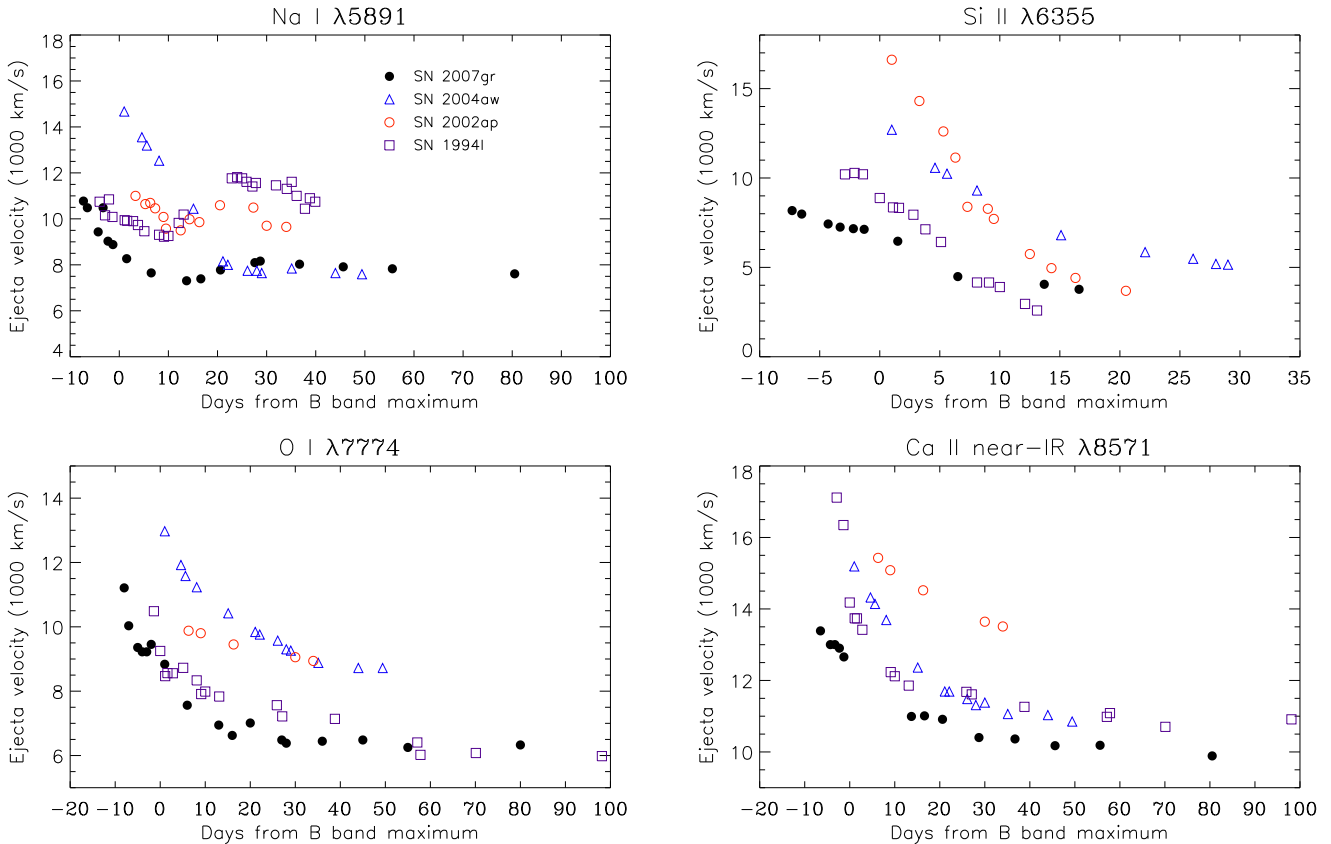 Na I λ5891
Ejecta velocity (1000 km/s)
18
16
14
12
10
8
6
4
SN 2007gr
SN 2004aw
SN 2002ap
SN 1994I
−10 0 10 20 30 40 50 60 70 80 90 100
Days from B band maximum
Si II λ6355
Ejecta velocity (1000 km/s)
15
10
5
0
−10 −5 0 5 10 15 20 25 30 35
Days from B band maximum
O I λ7774
Ejecta velocity (1000 km/s)
14
12
10
8
6
−20 −10 0 10 20 30 40 50 60 70 80 90 100
Days from B band maximum
Ca II near−IR λ8571
Ejecta velocity (1000 km/s)
18
16
14
12
10
−20 −10 0 10 20 30 40 50 60 70 80 90 100
Days from B band maximum